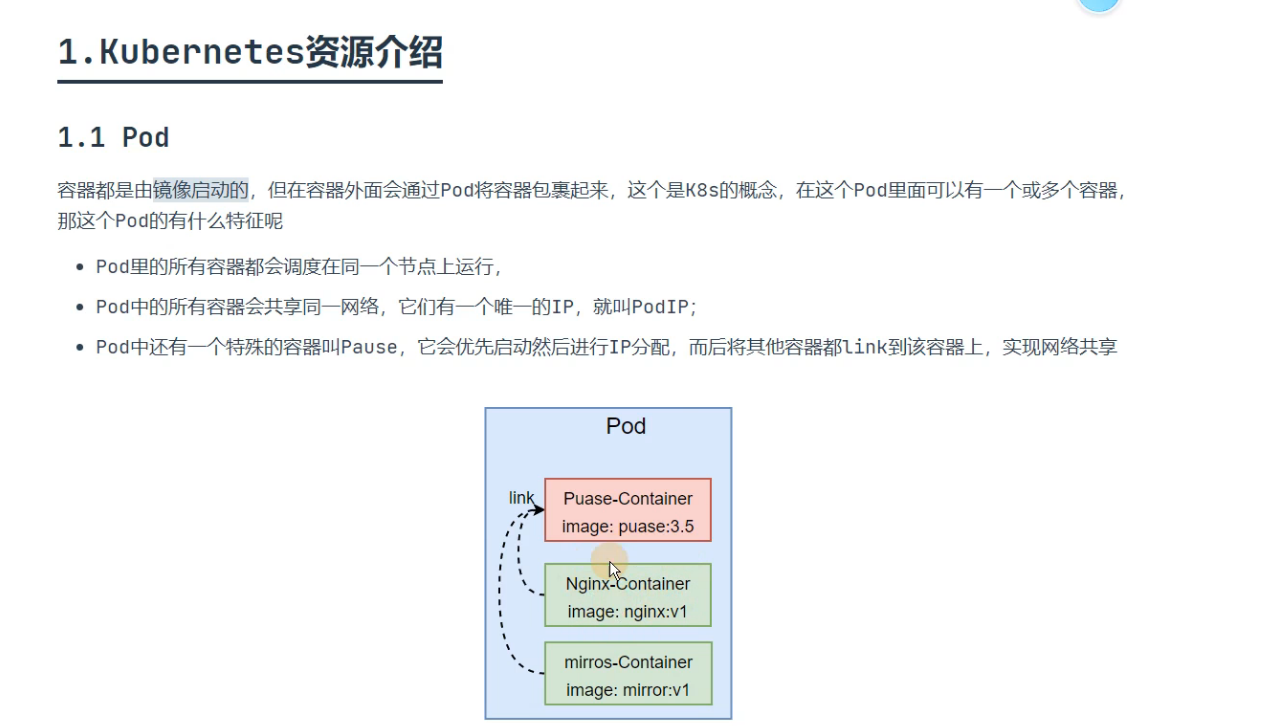 1.Kubernetes资源介绍
1.1 Pod
容器都是由镜像启动的，但在容器外面会通过Pod将容器包裹起来，这个是K8s的概念，在这个Pod里面可以有一个或多个容器，
那这个Pod的有什么特征呢
• Pod里的所有容器都会调度在同一个节点上运行，
• Pod中的所有容器会共享同一网络，它们有一个唯一的IP，就叫PodIP；
• Pod中还有一个特殊的容器叫Pause，它会优先启动然后进行IP分配，而后将其他容器都link到该容器上，实现网络共享
Pod
link
Puase-Container
image: puase:3.5
Nginx-Container
image: nginx:v1
mirros-Container
image: mirror:v1